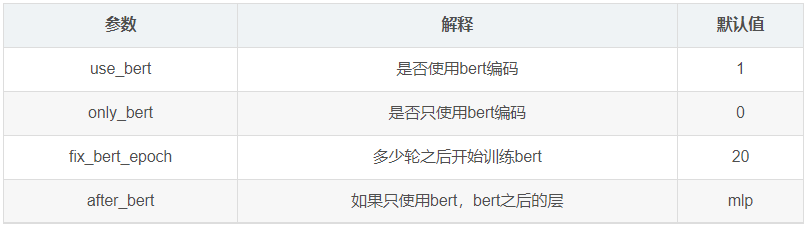 参数 解释 默认值
use_bert 是否使用bert编码 1
only_bert 是否只使用bert编码 0
fix_bert_epoch 多少轮之后开始训练bert 20
after_bert 如果只使用bert，bert之后的层 mlp